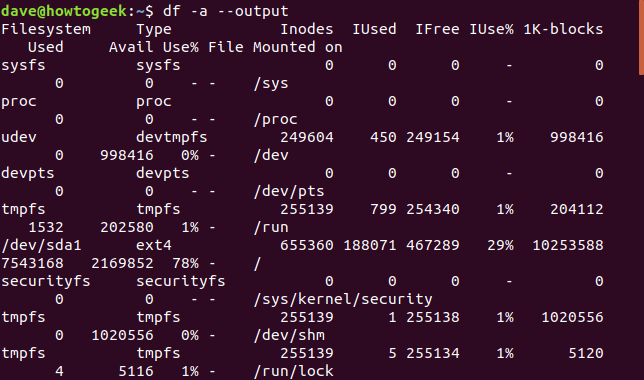 dave@howtogeek:~$ df -a --output
Filesystem     Type            Inodes  IUsed  IFree IUse% 1K-blocks
   Used     Avail Use% File Mounted on
sysfs          sysfs                0      0      0     -         0
      0         0    - -    /sys
proc           proc                 0      0      0     -         0
      0         0    - -    /proc
udev           devtmpfs        249604    450 249154    1%    998416
      0    998416   0% -    /dev
devpts         devpts               0      0      0     -         0
      0         0    - -    /dev/pts
tmpfs          tmpfs           255139    799 254340    1%    204112
   1532    202580   1% -    /run
/dev/sda1      ext4            655360 188071 467289   29%  10253588
7543168   2169852  78% -    /
securityfs     securityfs           0      0      0     -         0
      0         0    - -    /sys/kernel/security
tmpfs          tmpfs           255139      1 255138    1%   1020556
      0   1020556   0% -    /dev/shm
tmpfs          tmpfs           255139      5 255134    1%      5120
      4      5116   1% -    /run/lock